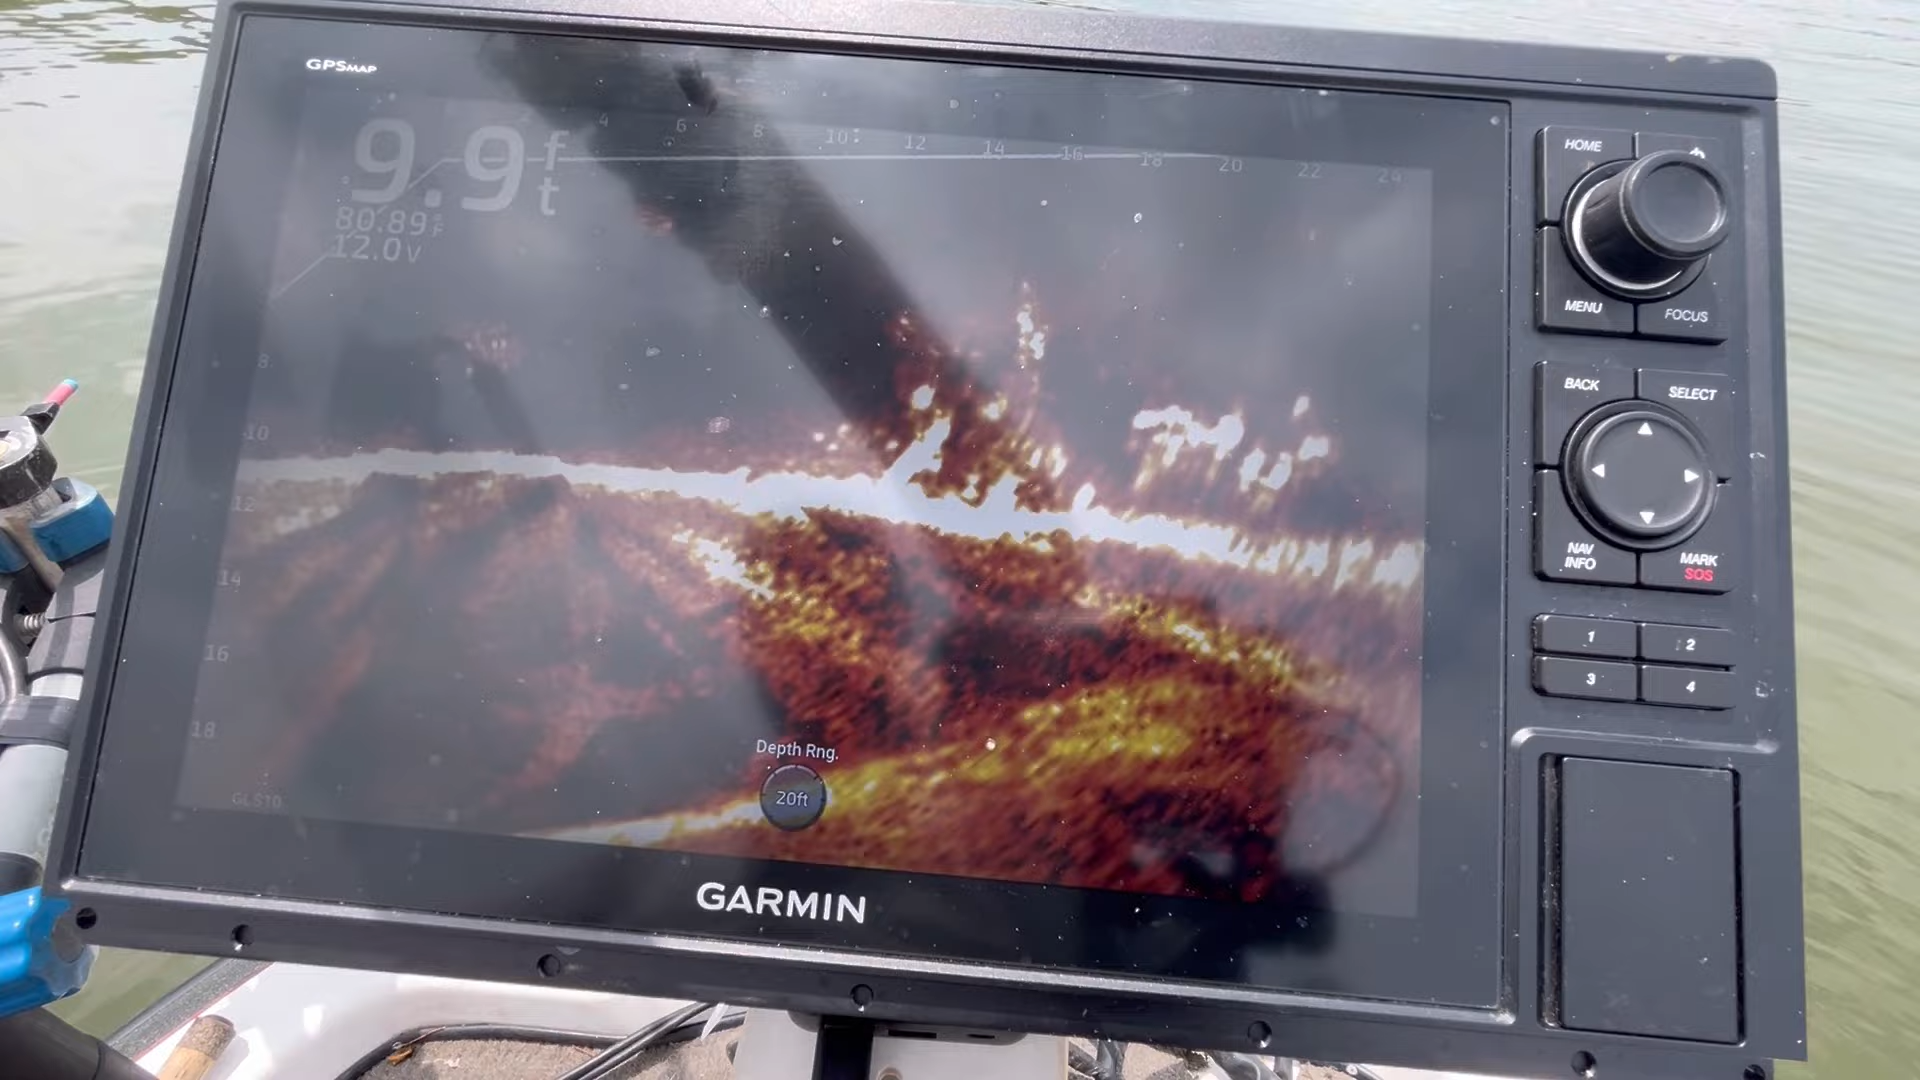 GPSMAP
9.9 ft
80.89°F
12.0V
4 6 8 10 12 14 16 18 20 22 24
8
10
12
14
16
18
Depth Rng.
20ft
GLS10
GARMIN
HOME
MENU
FOCUS
BACK
SELECT
NAV INFO
MARK
SOS
1
2
3
4